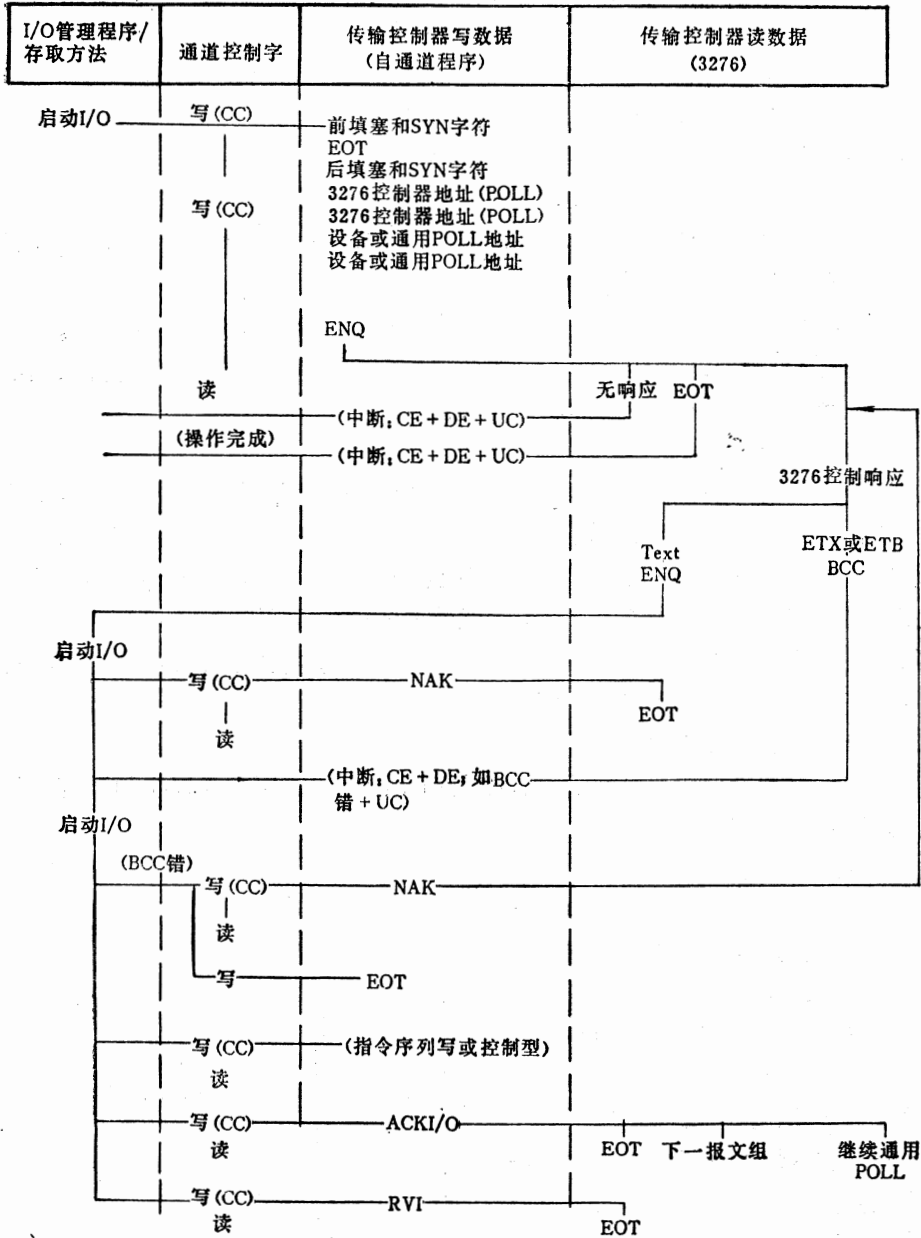 I/O管理程序/
存取方法
通道控制字
传输控制器写数据
(自通道程序)
传输控制器读数据
(3276)
启动I/O
写(CC)
前填塞和SYN字符
EOT
后填塞和SYN字符
3276控制器地址(POLL)
写(CC)
3276控制器地址(POLL)
设备或通用POLL地址
设备或通用POLL地址
ENQ
读
无响应
EOT
(中断;CE+DE+UC)
(操作完成)
(中断;CE+DE+UC)
3276控制响应
Text
ENQ
ETX或ETB
BCC
启动I/O
写(CC)
NAK
EOT
读
(中断;CE+DE;如BCC
错+UC)
启动I/O
(BCC错)
写(CC)
NAK
读
写
EOT
写(CC)
(指令序列写或控制型)
读
写(CC)
ACKI/O
读
EOT
下一报文组
继续通用
POLL
写(CC)
RVI
读
EOT